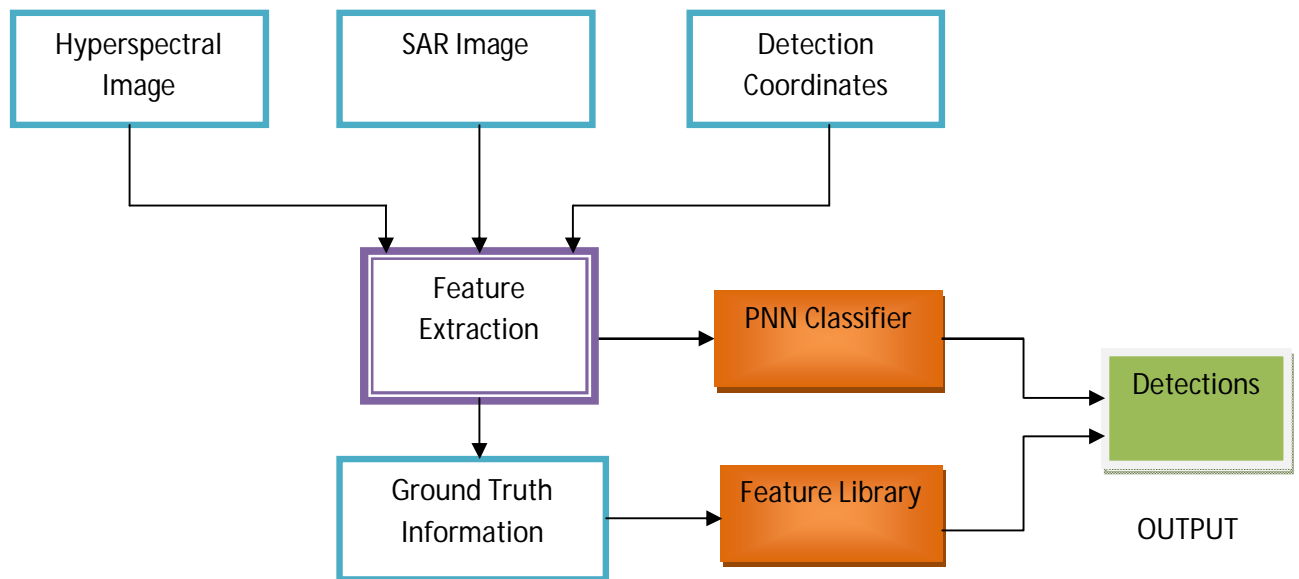 Hyperspectral
Image
SAR Image
Detection
Coordinates
Feature
Extraction
PNN Classifier
Detections
Ground Truth
Information
Feature Library
OUTPUT